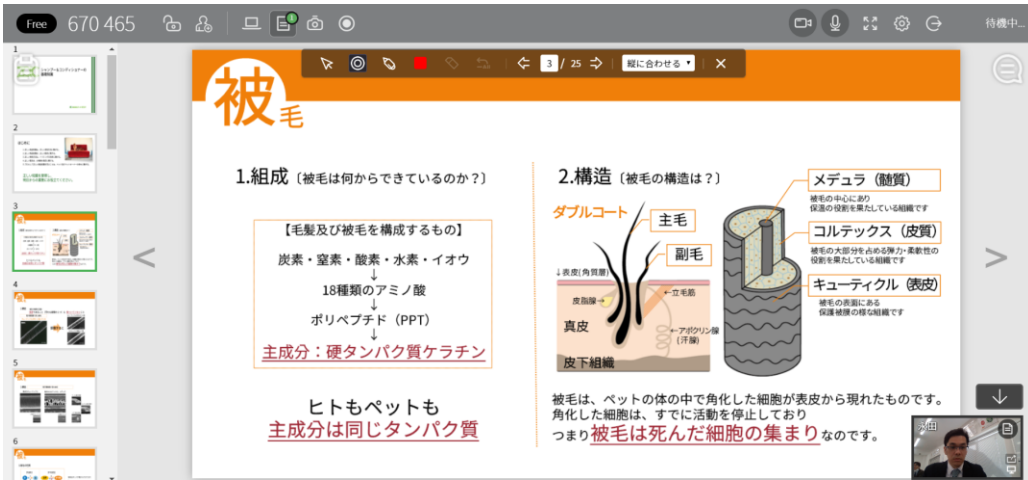 Free
670 465
待機中...
3 / 25
縦に合わせる
1
2
3
4
5
6
被毛
1.組成〔被毛は何からできているのか?〕
【毛髪及び被毛を構成するもの】
炭素・窒素・酸素・水素・イオウ
↓
18種類のアミノ酸
↓
ポリペプチド（PPT）
↓
主成分：硬タンパク質ケラチン
ヒトもペットも
主成分は同じタンパク質
2.構造〔被毛の構造は？〕
ダブルコート
主毛
副毛
↓表皮(角質層)
皮脂腺→
←立毛筋
真皮
←アポクリン腺
(汗腺)
皮下組織
メデュラ（髄質）
被毛の中心にあり
保温の役割を果たしている組織です
コルテックス（皮質）
被毛の大部分を占める弾力・柔軟性の
役割を果たしている組織です
キューティクル（表皮）
被毛の表面にある
保護被膜の様な組織です
被毛は、ペットの体の中で角化した細胞が表皮から現れたものです。
角化した細胞は、すでに活動を停止しており
つまり被毛は死んだ細胞の集まりなのです。